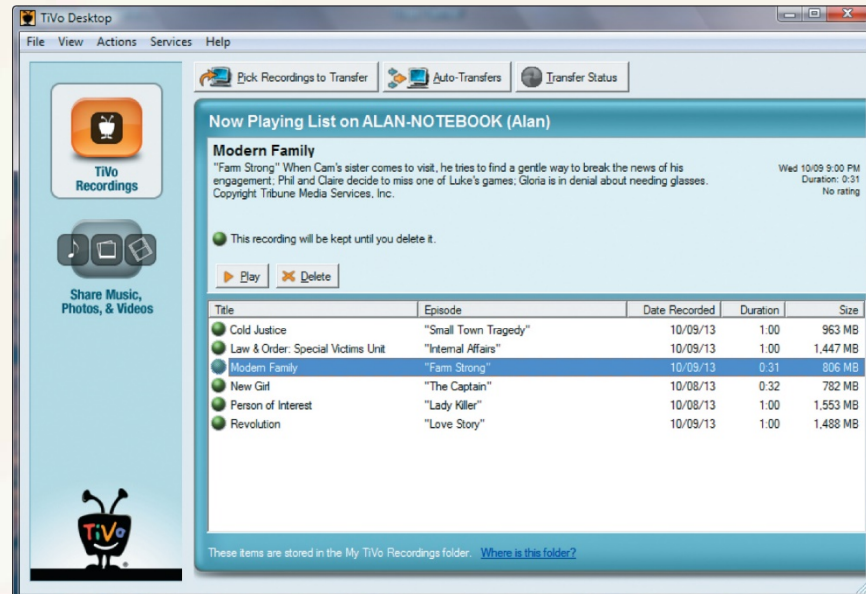 TiVo Desktop
File View Actions Services Help
Pick Recordings to Transfer
Auto-Transfers
Transfer Status
TiVo
Recordings
Share Music,
Photos, & Videos
TiVo
Now Playing List on ALAN-NOTEBOOK (Alan)
Modern Family
"Farm Strong" When Cam's sister comes to visit, he tries to find a gentle way to break the news of his
engagement; Phil and Claire decide to miss one of Luke's games; Gloria is in denial about needing glasses.
Copyright Tribune Media Services, Inc.
Wed 10/09 9:00 PM
Duration: 0:31
No rating
This recording will be kept until you delete it.
Play Delete
Title Episode Date Recorded Duration Size
Cold Justice "Small Town Tragedy" 10/09/13 1:00 963 MB
Law & Order: Special Victims Unit "Internal Affairs" 10/09/13 1:00 1,447 MB
Modern Family "Farm Strong" 10/09/13 0:31 806 MB
New Girl "The Captain" 10/08/13 0:32 782 MB
Person of Interest "Lady Killer" 10/08/13 1:00 1,553 MB
Revolution "Love Story" 10/09/13 1:00 1,488 MB
These items are stored in the My TiVo Recordings folder. Where is this folder?